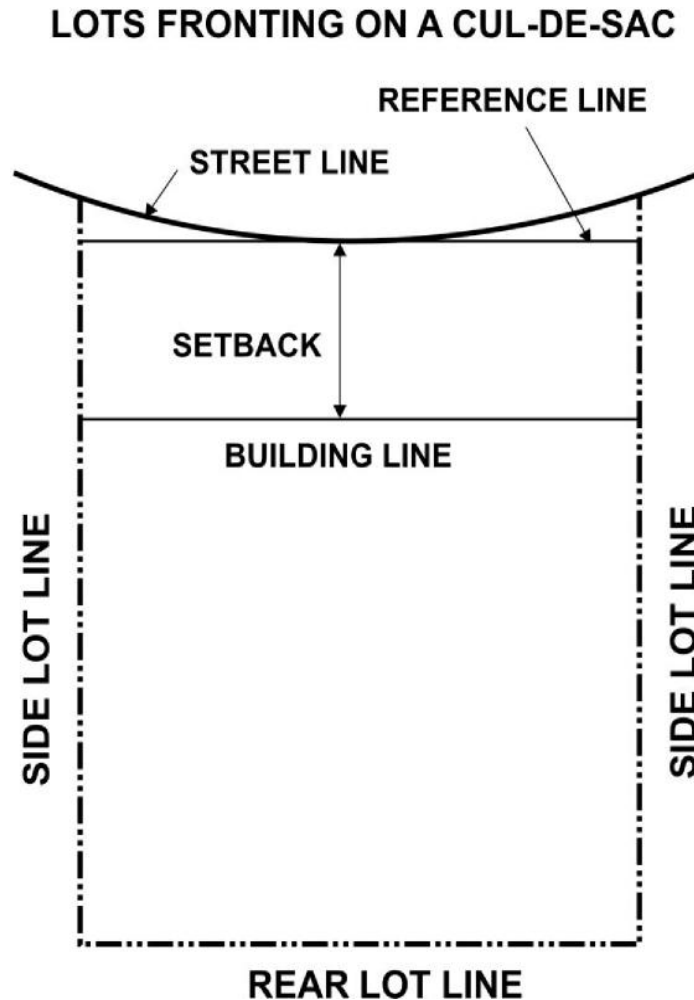 LOTS FRONTING ON A CUL-DE-SAC
REFERENCE LINE
STREET LINE
SETBACK
BUILDING LINE
SIDE LOT LINE
SIDE LOT LINE
REAR LOT LINE